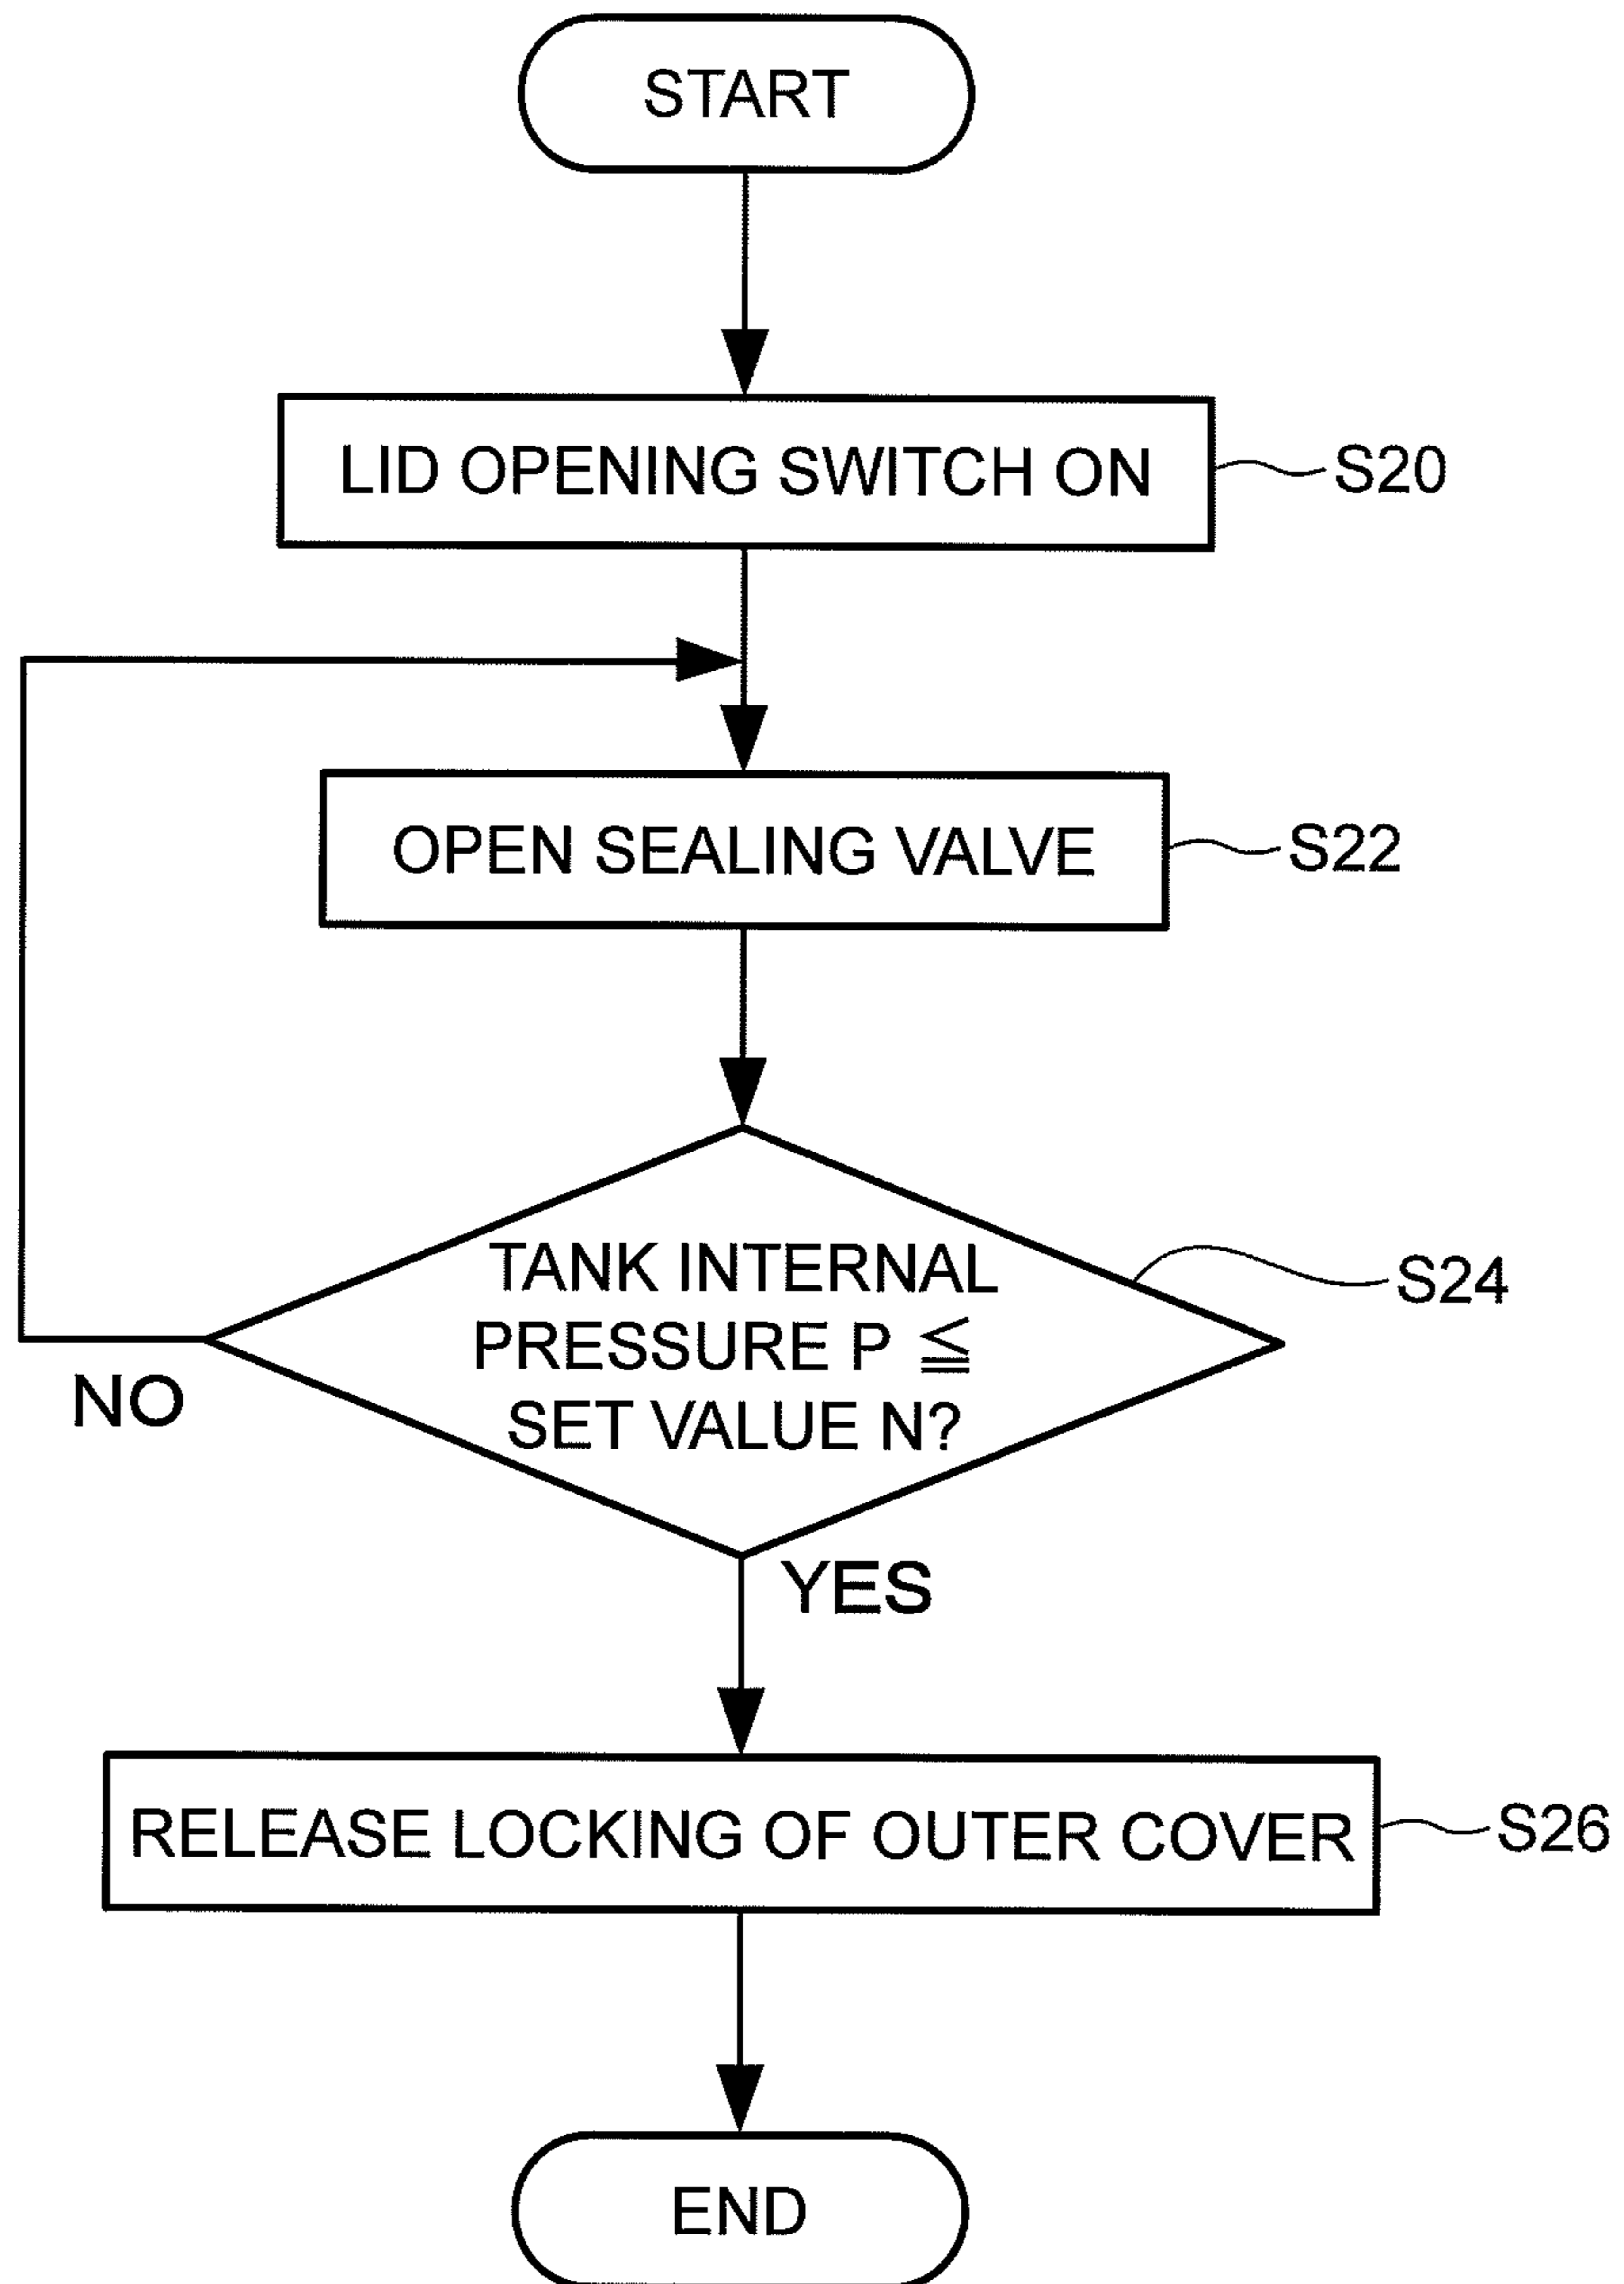 START
LID OPENING SWITCH ON
S20
OPEN SEALING VALVE
S22
TANK INTERNAL
PRESSURE P ≦
SET VALUE N?
S24
NO
YES
RELEASE LOCKING OF OUTER COVER
S26
END